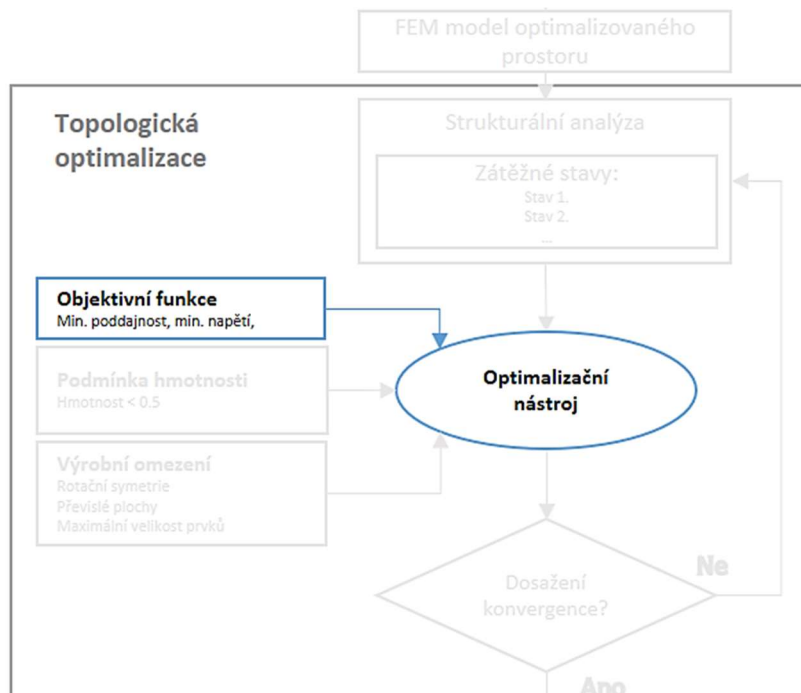 FEM model optimalizovaného
prostoru
Topologická
optimalizace
Strukturální analýza
Zátěžné stavy:
Stav 1.
Stav 2.
...
Objektivní funkce
Min. poddajnost, min. napětí,
Podmínka hmotnosti
Hmotnost < 0.5
Výrobní omezení
Rotační symetrie
Převislé plochy
Maximální velikost prvků
Optimalizační
nástroj
Dosažení
konvergence?
Ne
Ano